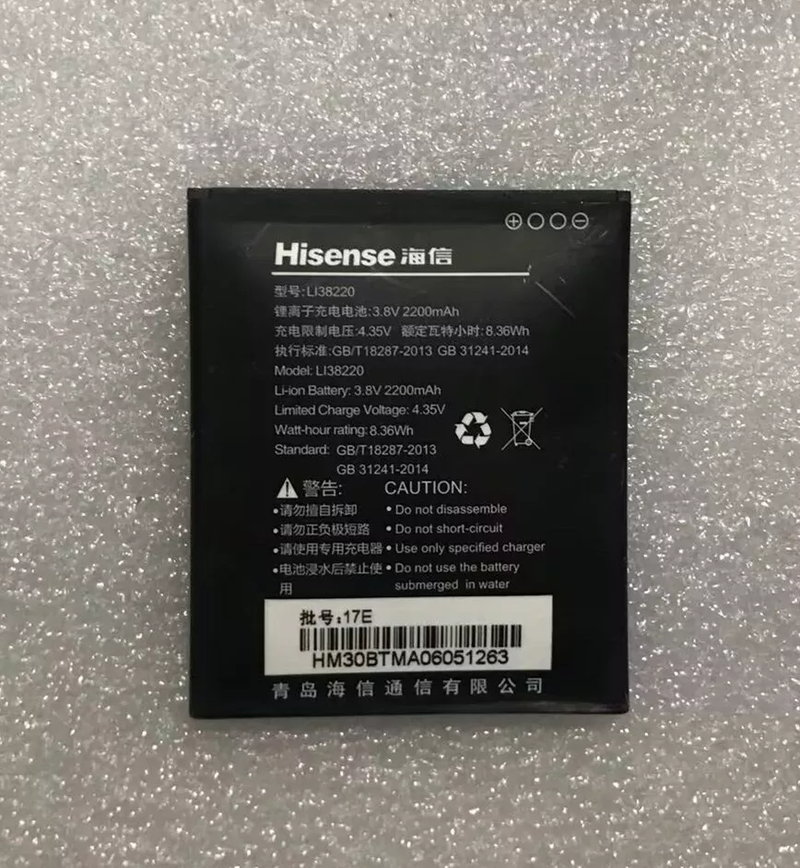 Hisense 海信
型号:LI38220
锂离子充电电池:3.8V 2200mAh
充电限制电压:4.35V 额定瓦特小时:8.36Wh
执行标准:GB/T18287-2013 GB 31241-2014
Model: LI38220
Li-ion Battery: 3.8V 2200mAh
Limited Charge Voltage: 4.35V
Watt-hour rating: 8.36Wh
Standard: GB/T18287-2013
GB 31241-2014
警告: CAUTION:
•请勿擅自拆卸 • Do not disassemble
•请勿正负极短路 • Do not short-circuit
•请使用专用充电器 • Use only specified charger
•电池浸水后禁止使 • Do not use the battery
用 submerged in water
批号:17E
HM30BTMA06051263
青岛海信通信有限公司